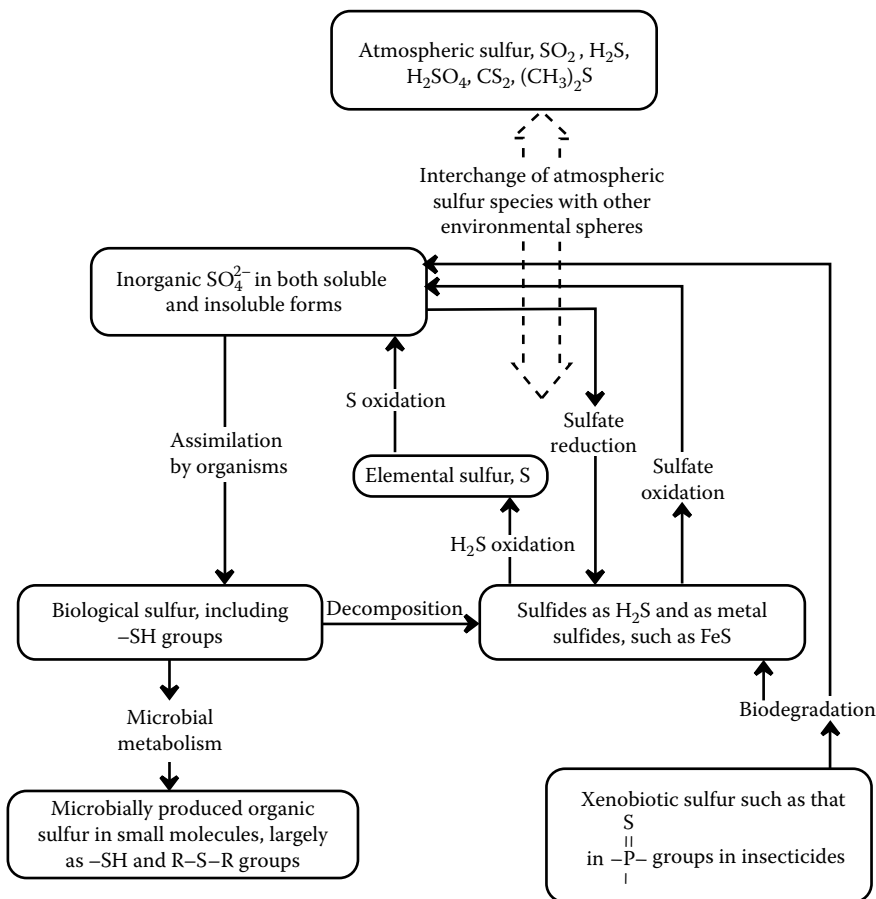 Atmospheric sulfur, SO₂ , H₂S,
H₂SO₄, CS₂, (CH₃)₂S
Interchange of atmospheric
sulfur species with other
environmental spheres
Inorganic SO₄²⁻ in both soluble
and insoluble forms
S oxidation
Sulfate
reduction
Assimilation
by organisms
Elemental sulfur, S
Sulfate
oxidation
H₂S oxidation
Biological sulfur, including
–SH groups
Decomposition
Sulfides as H₂S and as metal
sulfides, such as FeS
Microbial
metabolism
Biodegradation
Microbially produced organic
sulfur in small molecules, largely
as –SH and R–S–R groups
Xenobiotic sulfur such as that
S
in –P– groups in insecticides